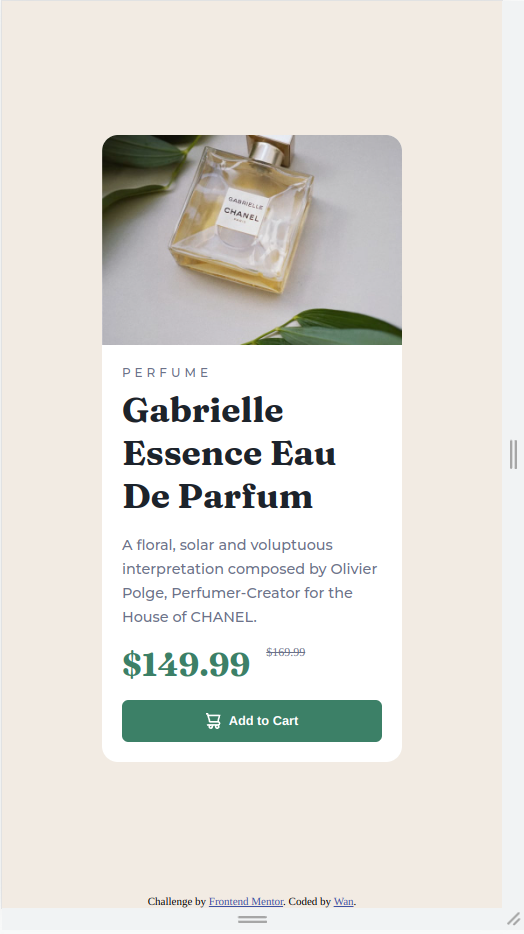 GABRIELLE
CHANEL
PARIS
PERFUME
Gabrielle
Essence Eau
De Parfum
A floral, solar and voluptuous
interpretation composed by Olivier
Polge, Perfumer-Creator for the
House of CHANEL.
$149.99 $169.99
Add to Cart
Challenge by Frontend Mentor. Coded by Wan.